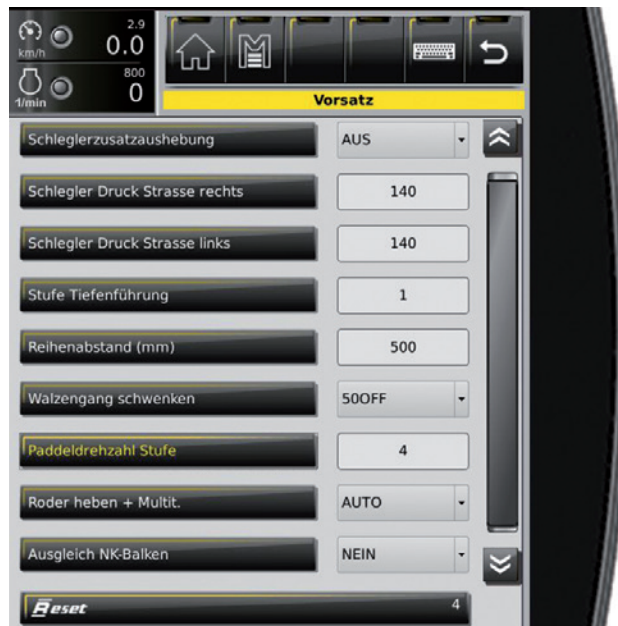 2.9
km/h 0.0
800
1/min 0
Vorsatz
Schleglerzusatzaushebung AUS
Schlegler Druck Strasse rechts 140
Schlegler Druck Strasse links 140
Stufe Tiefenführung 1
Reihenabstand (mm) 500
Walzengang schwenken 50OFF
Paddeldrehzahl Stufe 4
Roder heben + Multit. AUTO
Ausgleich NK-Balken NEIN
Reset 4